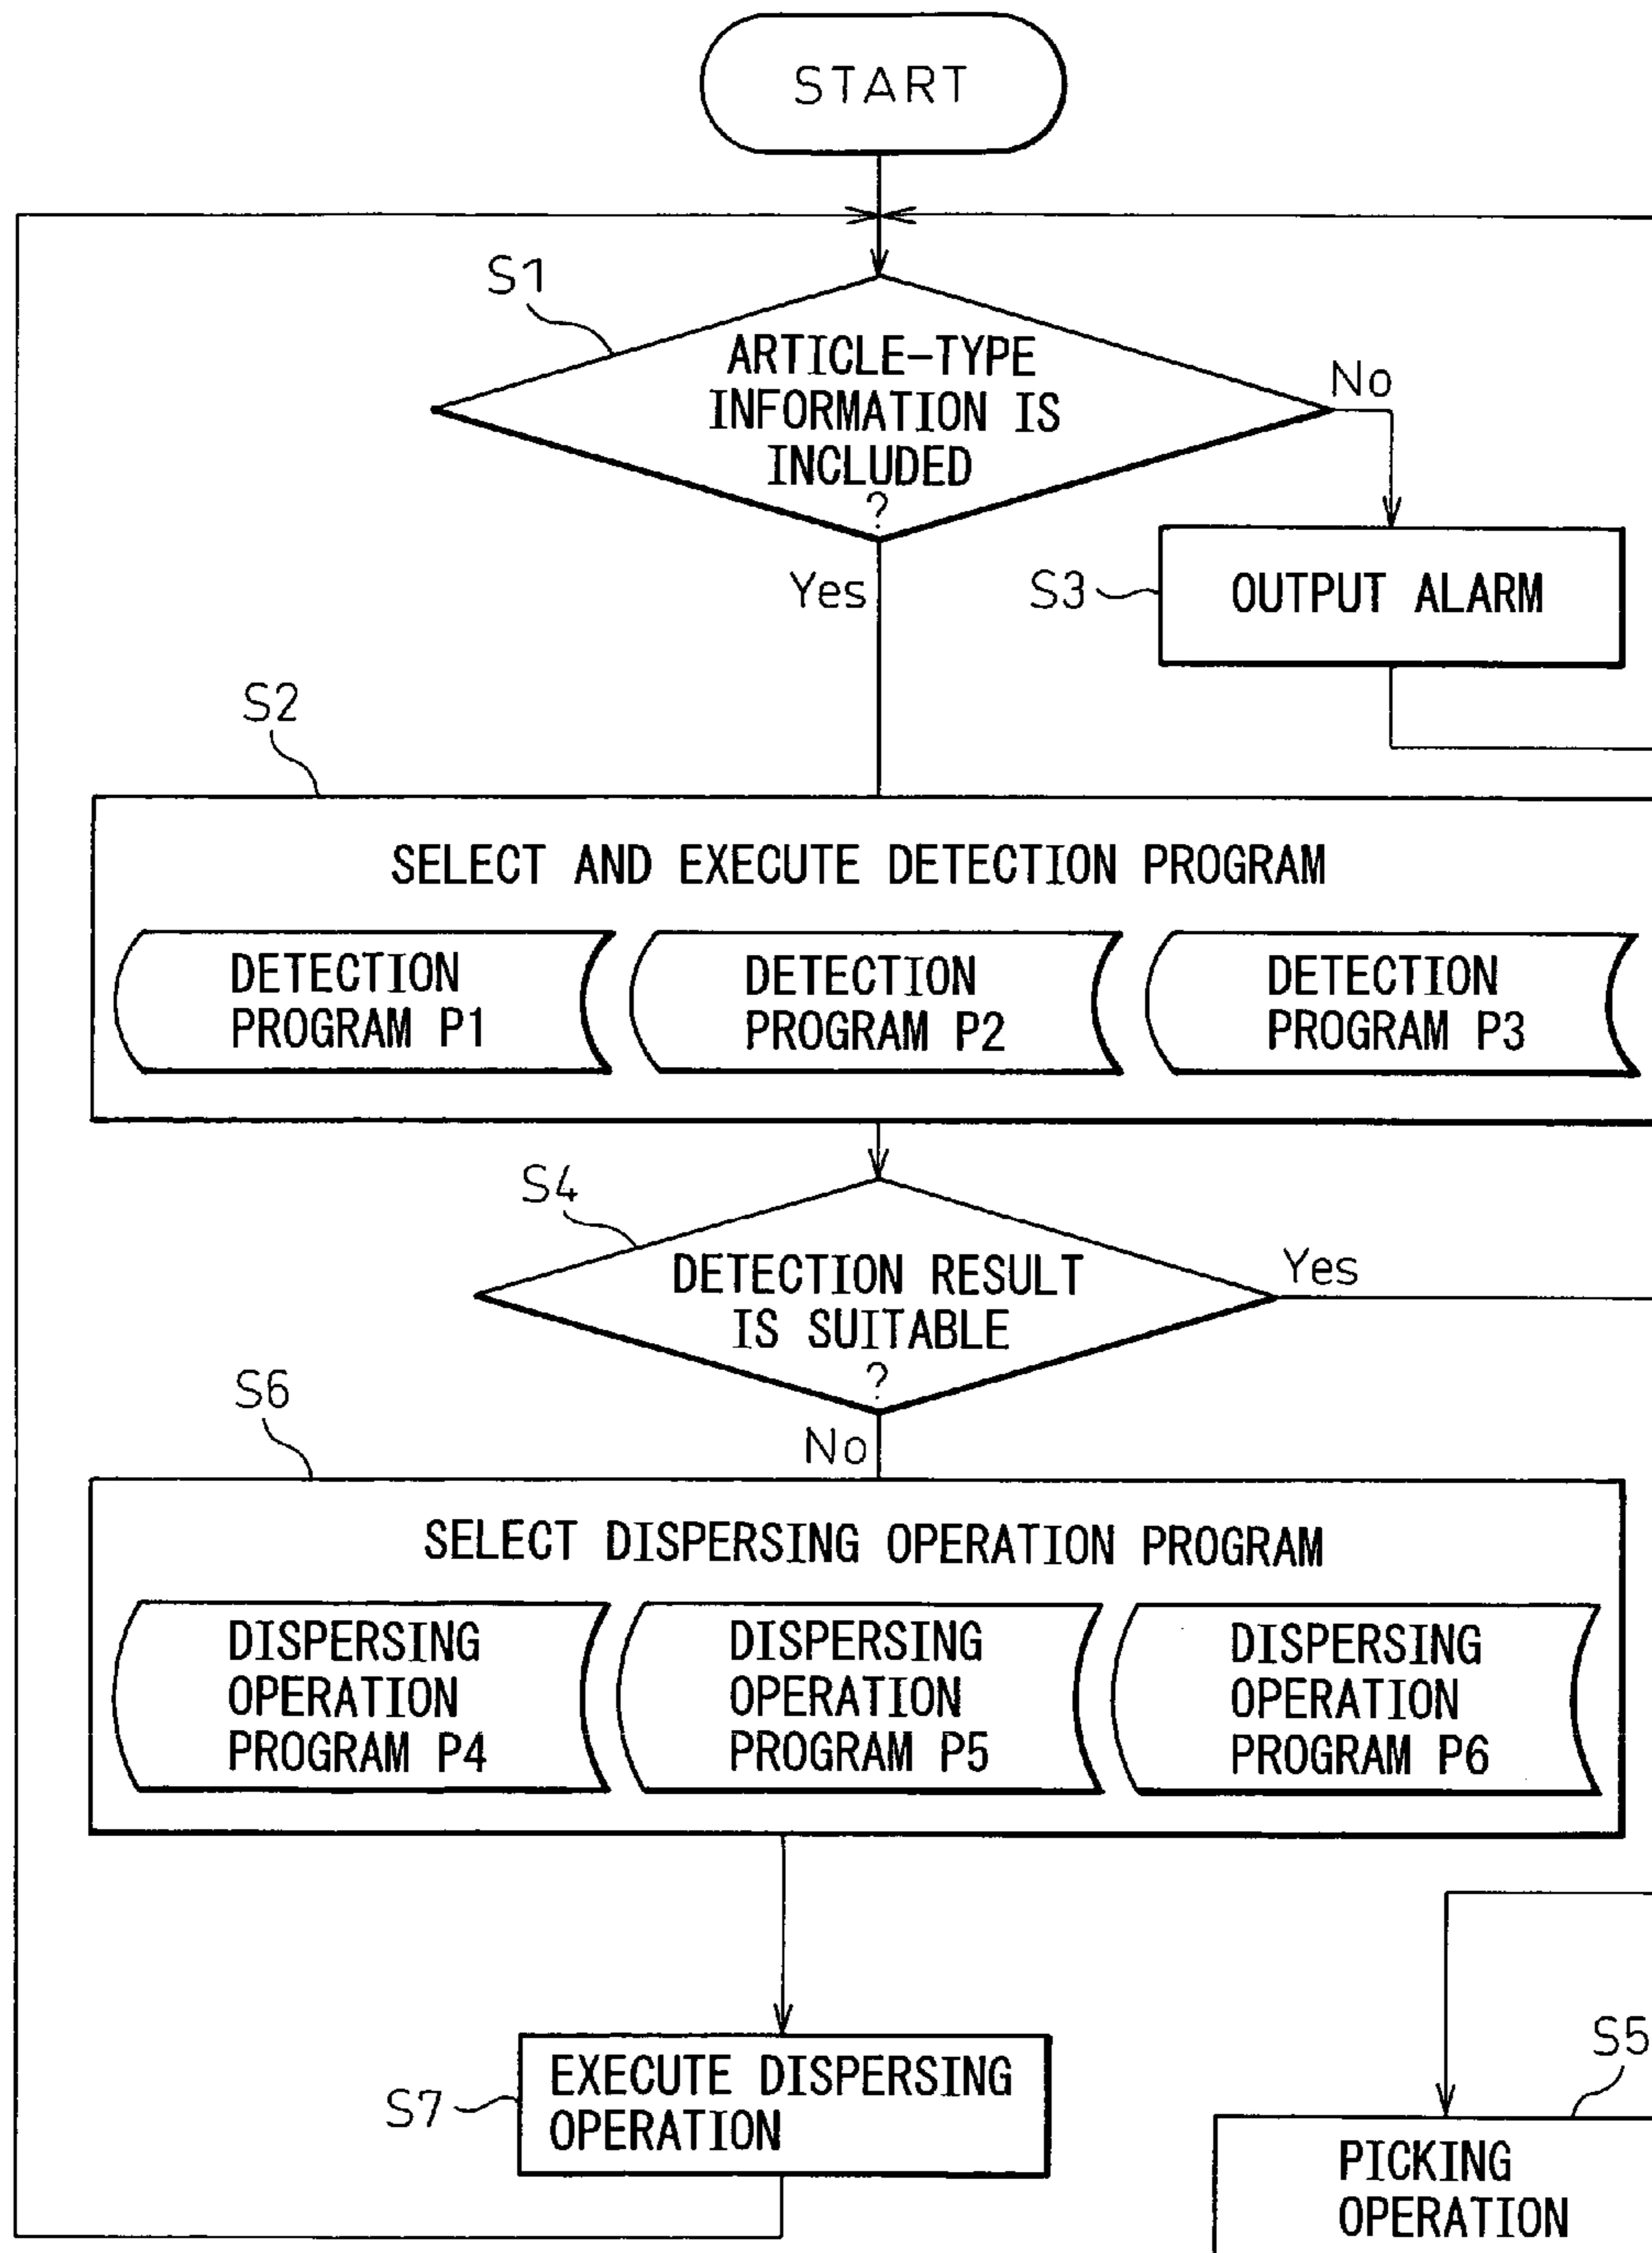 START
S1
ARTICLE-TYPE
INFORMATION IS
INCLUDED
?
No
Yes
S3
OUTPUT ALARM
S2
SELECT AND EXECUTE DETECTION PROGRAM
DETECTION
PROGRAM P1
DETECTION
PROGRAM P2
DETECTION
PROGRAM P3
S4
DETECTION RESULT
IS SUITABLE
?
Yes
No
S6
SELECT DISPERSING OPERATION PROGRAM
DISPERSING
OPERATION
PROGRAM P4
DISPERSING
OPERATION
PROGRAM P5
DISPERSING
OPERATION
PROGRAM P6
S7
EXECUTE DISPERSING
OPERATION
S5
PICKING
OPERATION